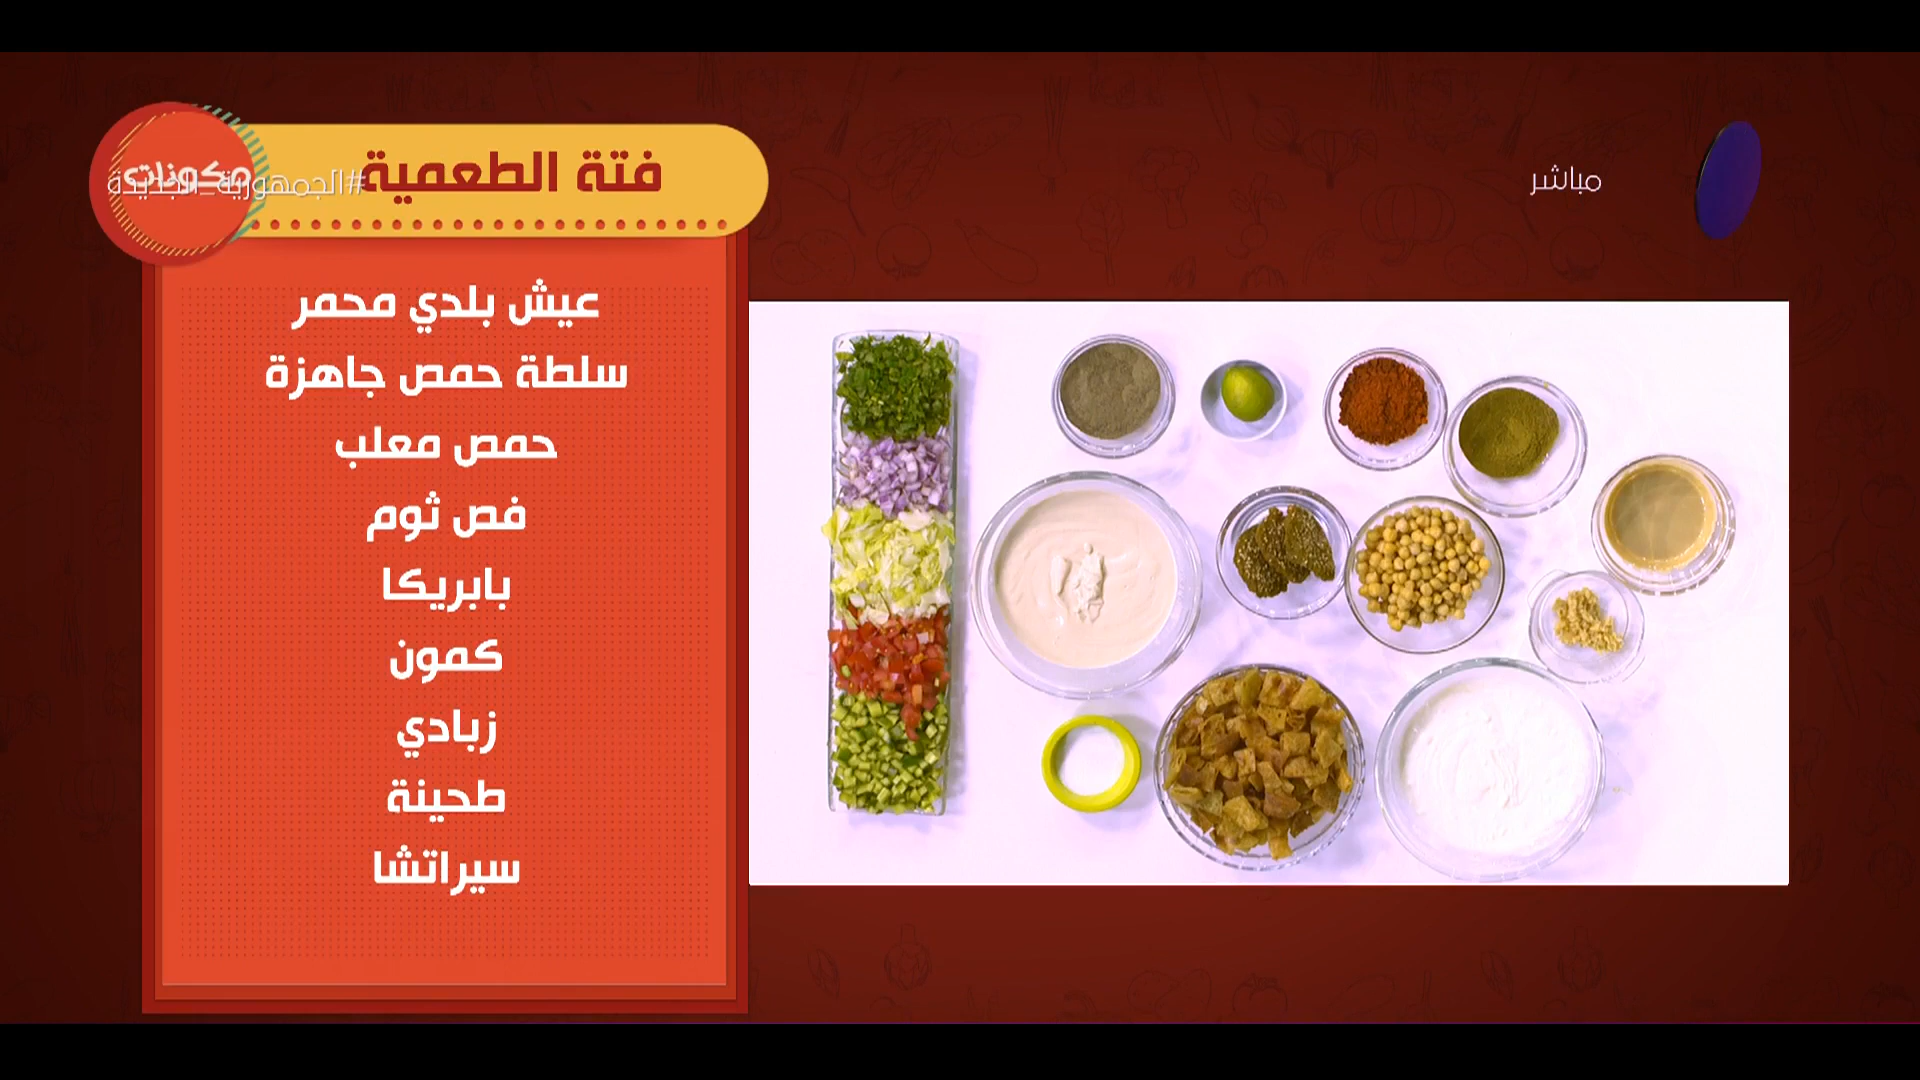 مكونات
فتة الطعمية
#الجمهورية_الجديدة
مباشر
عيش بلدي محمر
سلطة حمص جاهزة
حمص معلب
فص ثوم
بابريكا
كمون
زبادي
طحينة
سيراتشا